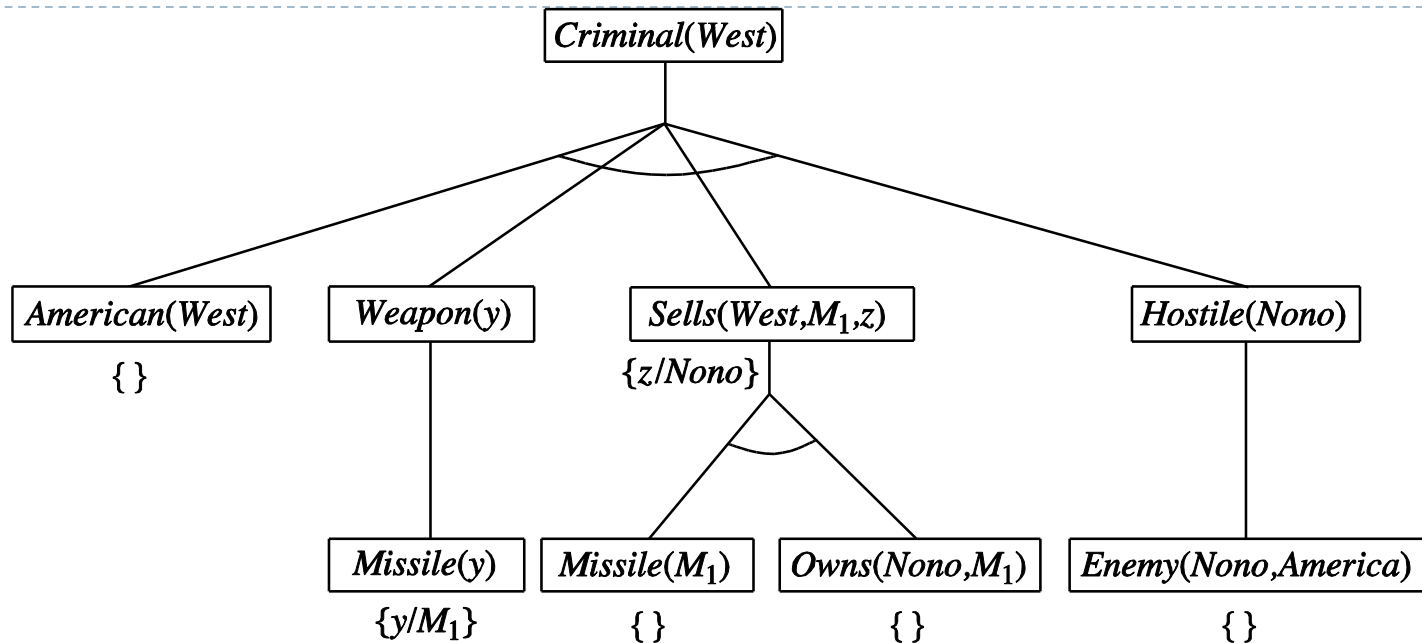 Criminal(West)
American(West)
Weapon(y)
Sells(West,M₁,z)
Hostile(Nono)
{ }
{z/Nono}
Missile(y)
Missile(M₁)
Owns(Nono,M₁)
Enemy(Nono,America)
{y/M₁}
{ }
{ }
{ }